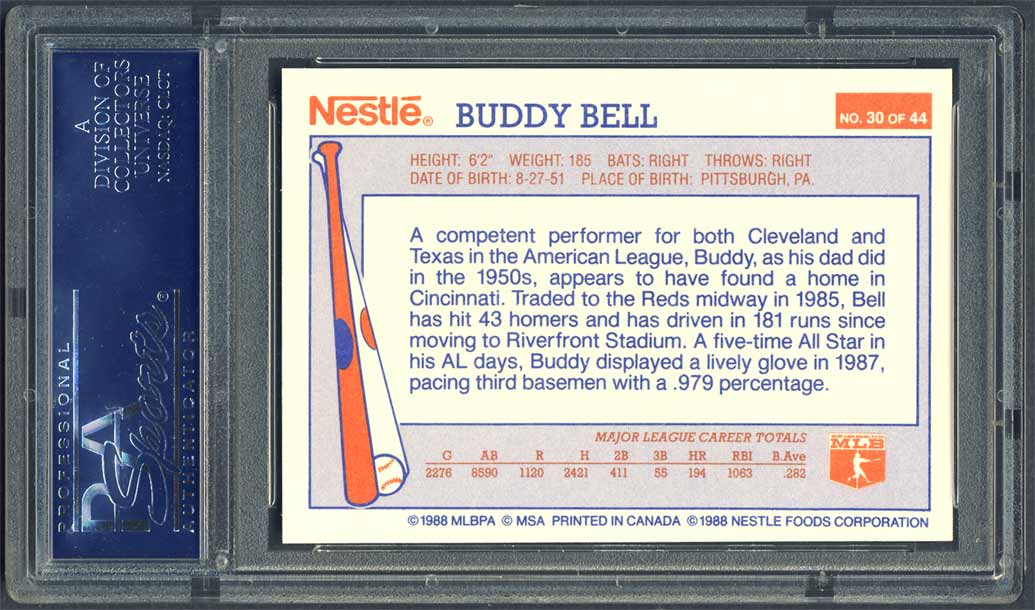 A
DIVISION OF
COLLECTORS
UNIVERSE
NASDAQ: CLCT
PROFESSIONAL
PSA
Sports®
AUTHENTICATOR
Nestlé® BUDDY BELL NO. 30 OF 44
HEIGHT: 6'2" WEIGHT: 185 BATS: RIGHT THROWS: RIGHT
DATE OF BIRTH: 8-27-51 PLACE OF BIRTH: PITTSBURGH, PA.
A competent performer for both Cleveland and
Texas in the American League, Buddy, as his dad did
in the 1950s, appears to have found a home in
Cincinnati. Traded to the Reds midway in 1985, Bell
has hit 43 homers and has driven in 181 runs since
moving to Riverfront Stadium. A five-time All Star in
his AL days, Buddy displayed a lively glove in 1987,
pacing third basemen with a .979 percentage.
MAJOR LEAGUE CAREER TOTALS
G AB R H 2B 3B HR RBI B.Ave
2276 8590 1120 2421 411 55 194 1063 .282
MLB
©1988 MLBPA © MSA PRINTED IN CANADA ©1988 NESTLE FOODS CORPORATION